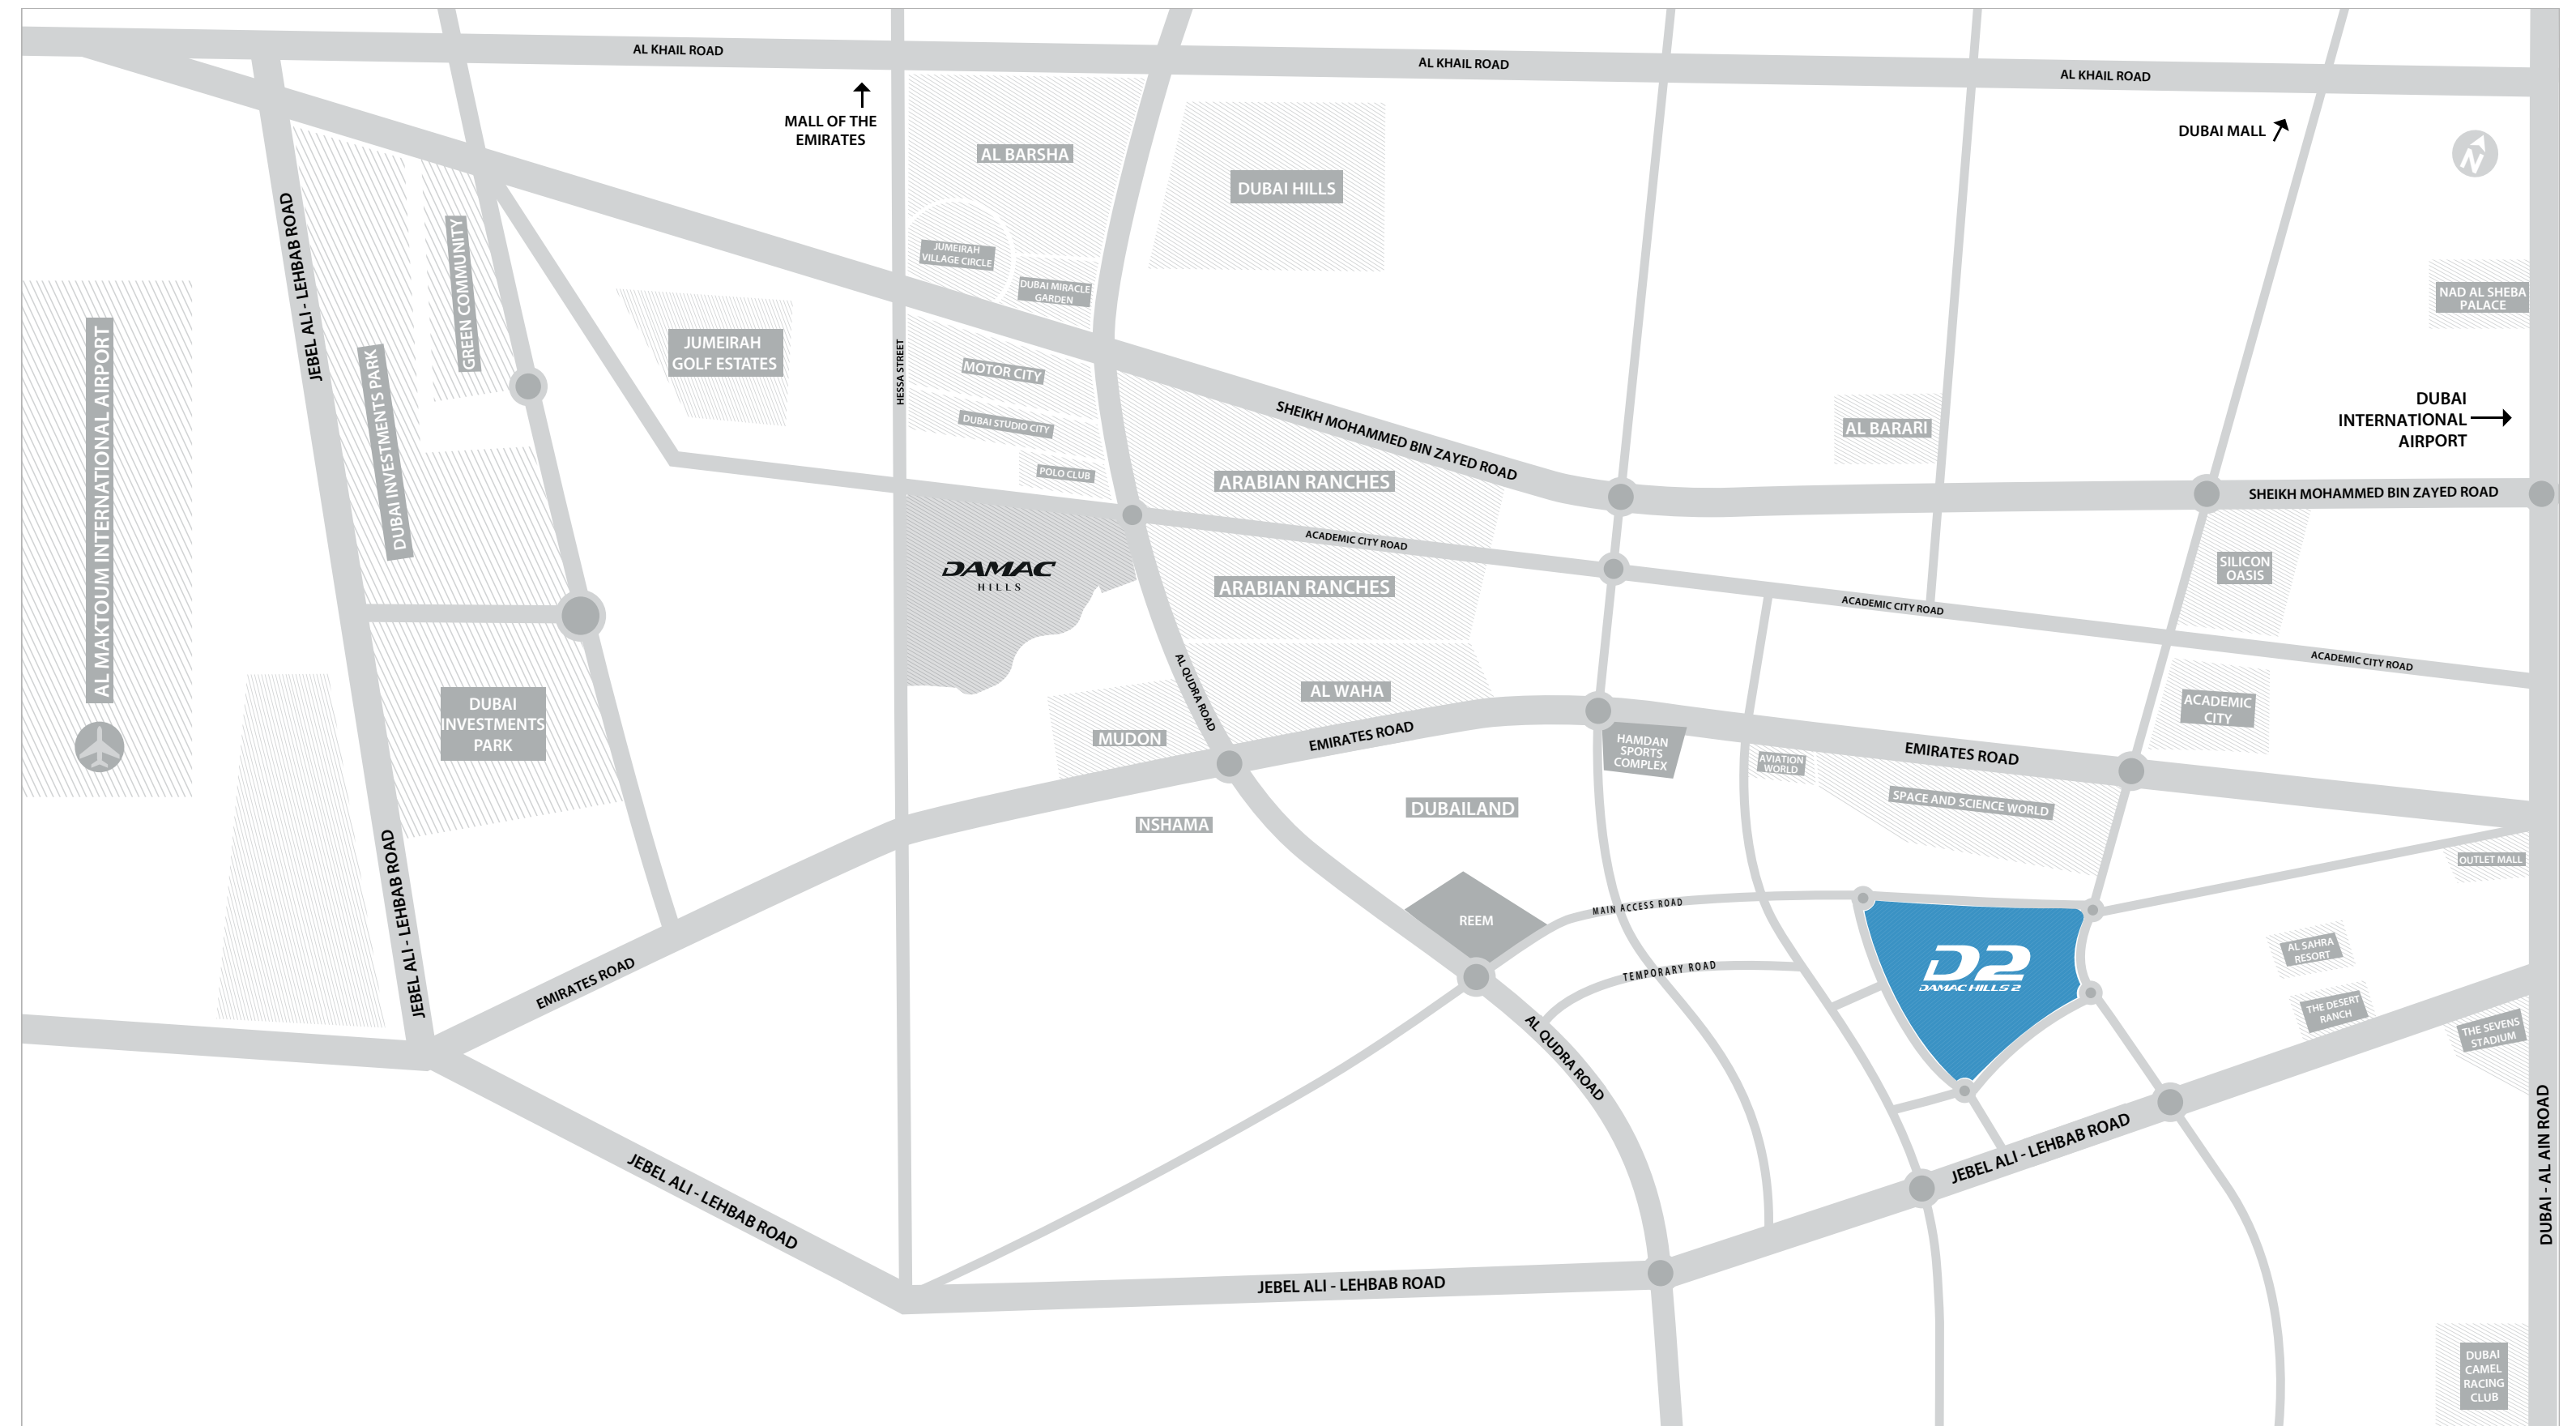 AL KHAIL ROAD
AL KHAIL ROAD
AL KHAIL ROAD
MALL OF THE
EMIRATES
DUBAI MALL
N
AL BARSHA
DUBAI HILLS
JEBEL ALI - LEHBAB ROAD
GREEN COMMUNITY
JUMEIRAH
VILLAGE CIRCLE
DUBAI MIRACLE
GARDEN
NAD AL SHEBA
PALACE
AL MAKTOUM INTERNATIONAL AIRPORT
DUBAI INVESTMENTS PARK
JUMEIRAH
GOLF ESTATES
HESSA STREET
MOTOR CITY
DUBAI STUDIO CITY
POLO CLUB
SHEIKH MOHAMMED BIN ZAYED ROAD
AL BARARI
DUBAI
INTERNATIONAL
AIRPORT
ARABIAN RANCHES
SHEIKH MOHAMMED BIN ZAYED ROAD
ACADEMIC CITY ROAD
DAMAC
HILLS
ARABIAN RANCHES
SILICON
OASIS
ACADEMIC CITY ROAD
ACADEMIC CITY ROAD
AL QUDRA ROAD
AL WAHA
DUBAI
INVESTMENTS
PARK
ACADEMIC
CITY
MUDON
EMIRATES ROAD
HAMDAN
SPORTS
COMPLEX
AVIATION
WORLD
EMIRATES ROAD
SPACE AND SCIENCE WORLD
NSHAMA
DUBAILAND
OUTLET MALL
JEBEL ALI - LEHBAB ROAD
REEM
MAIN ACCESS ROAD
D2
DAMAC HILLS 2
AL SAHRA
RESORT
EMIRATES ROAD
TEMPORARY ROAD
THE DESERT
RANCH
THE SEVENS
STADIUM
AL QUDRA ROAD
JEBEL ALI - LEHBAB ROAD
JEBEL ALI - LEHBAB ROAD
DUBAI - AL AIN ROAD
JEBEL ALI - LEHBAB ROAD
DUBAI
CAMEL
RACING
CLUB